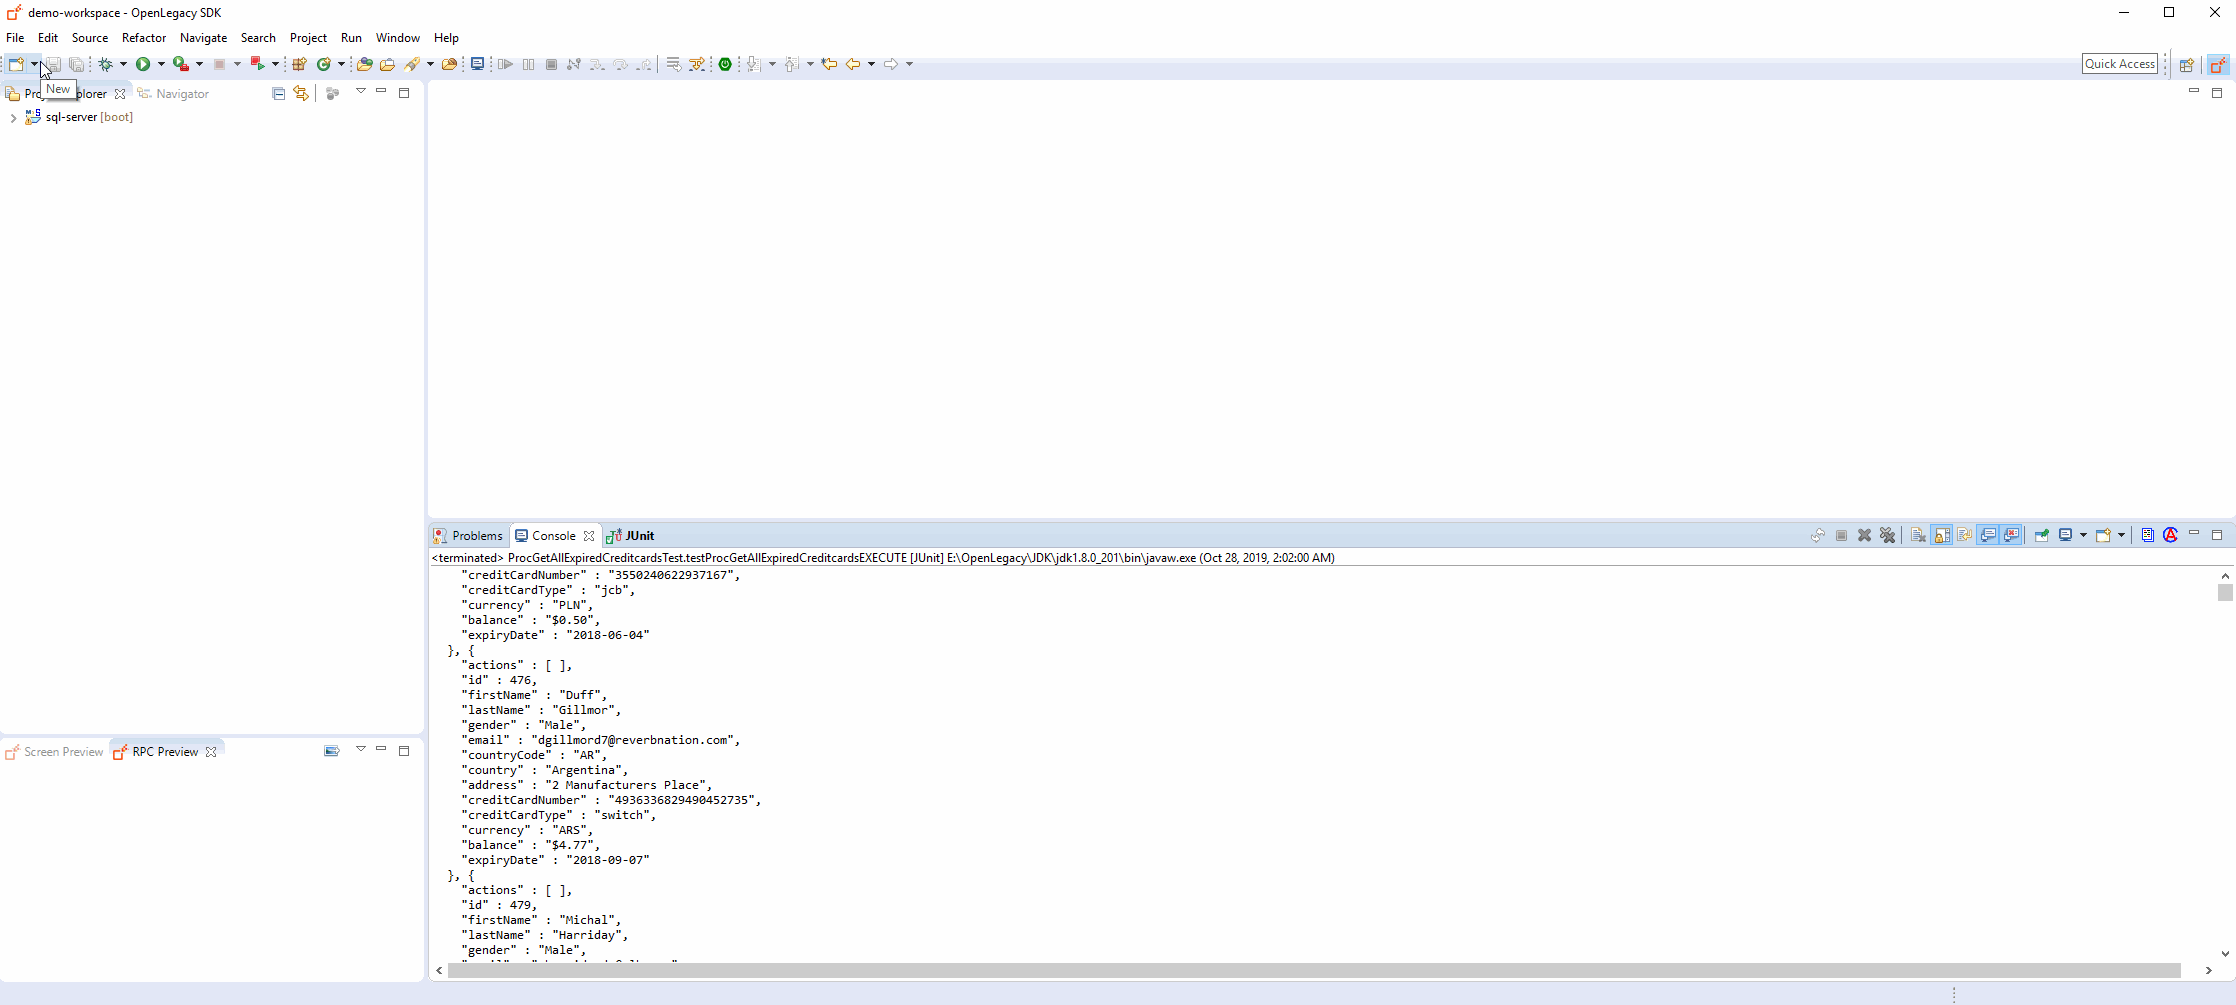 demo-workspace - OpenLegacy SDK
File Edit Source Refactor Navigate Search Project Run Window Help
Quick Access
New
Navigator
sql-server [boot]
Problems Console JUnit
<terminated> ProcGetAllExpiredCreditcardsTest.testProcGetAllExpiredCreditcardsEXECUTE [JUnit] E:\OpenLegacy\JDK\jdk1.8.0_201\bin\javaw.exe (Oct 28, 2019, 2:02:00 AM)
"creditCardNumber" : "3550240622937167",
"creditCardType" : "jcb",
"currency" : "PLN",
"balance" : "$0.50",
"expiryDate" : "2018-06-04"
}, {
"actions" : [ ],
"id" : 476,
"firstName" : "Duff",
"lastName" : "Gillmor",
"gender" : "Male",
"email" : "dgillmord7@reverbnation.com",
"countryCode" : "AR",
"country" : "Argentina",
"address" : "2 Manufacturers Place",
"creditCardNumber" : "4936336829490452735",
"creditCardType" : "switch",
"currency" : "ARS",
"balance" : "$4.77",
"expiryDate" : "2018-09-07"
}, {
"actions" : [ ],
"id" : 479,
"firstName" : "Michal",
"lastName" : "Harriday",
"gender" : "Male",
Screen Preview RPC Preview